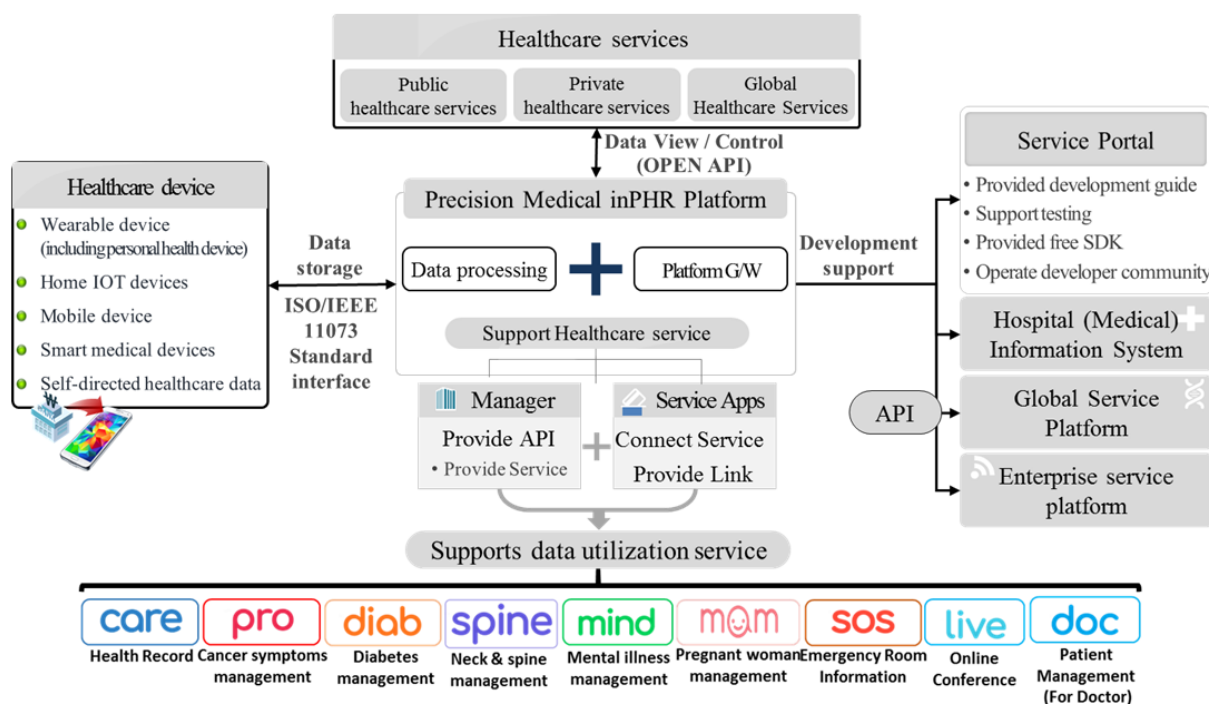 Healthcare services
Public
healthcare services
Private
healthcare services
Global
Healthcare Services
Data View / Control
(OPEN API)
Healthcare device
Wearable device
(including personal health device)
Home IOT devices
Mobile device
Smart medical devices
Self-directed healthcare data
₩
Data
storage
ISO/IEEE
11073
Standard
interface
Precision Medical inPHR Platform
Data processing
Platform G/W
Support Healthcare service
Manager
Provide API
• Provide Service
Service Apps
Connect Service
Provide Link
Development
support
Service Portal
• Provided development guide
• Support testing
• Provided free SDK
• Operate developer community
Hospital (Medical)
Information System
API
Global Service
Platform
Enterprise service
platform
Supports data utilization service
care
Health Record
pro
Cancer symptoms
management
diab
Diabetes
management
spine
Neck & spine
management
mind
Mental illness
management
mom
Pregnant woman
management
sos
Emergency Room
Information
live
Online
Conference
doc
Patient
Management
(For Doctor)